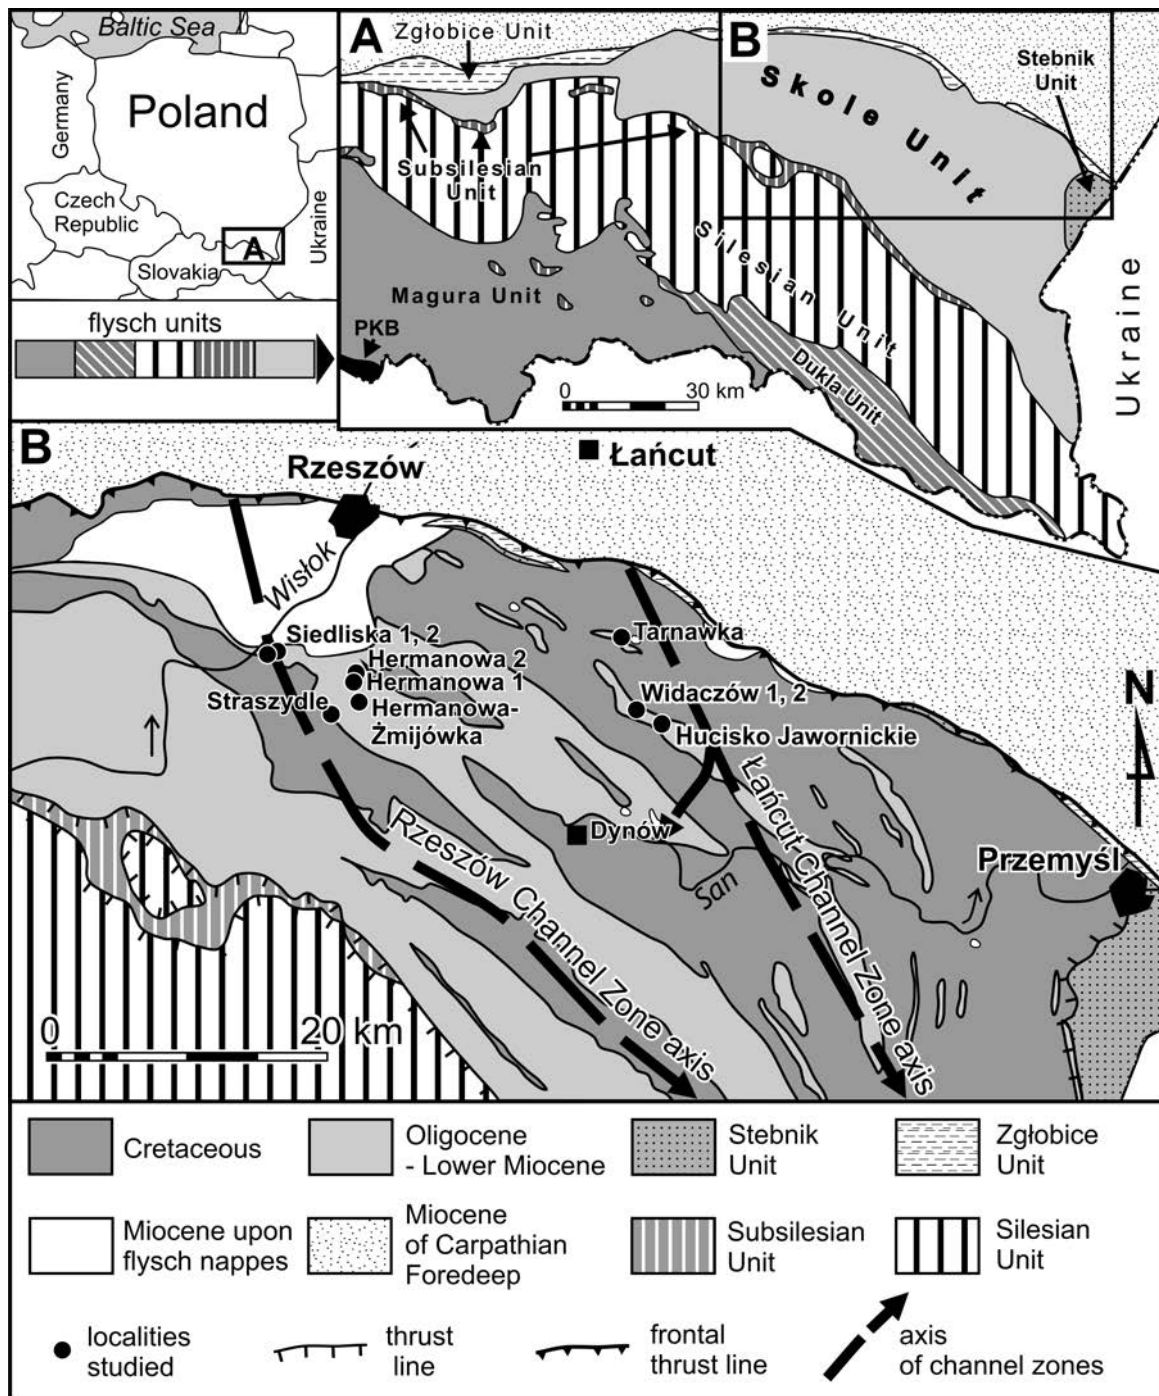 Baltic Sea
Germany
Poland
Czech
Republic
Slovakia
Ukraine
A
flysch units
A
Zgłobice Unit
B
Stebnik
Unit
Skole Unit
Subsilesian
Unit
Silesian Unit
Magura Unit
PKB
Dukla Unit
0 30 km
Ukraine
B
Rzeszów
Łańcut
Wisłok
Siedliska 1, 2
Hermanowa 2
Hermanowa 1
Straszydle
Hermanowa-
Żmijówka
Tarnawka
Widaczów 1, 2
Hucisko Jawornickie
N
Dynów
San
Przemyśl
Rzeszów Channel Zone axis
Łańcut Channel Zone axis
0 20 km
Cretaceous
Oligocene
- Lower Miocene
Stebnik
Unit
Zgłobice
Unit
Miocene upon
flysch nappes
Miocene
of Carpathian
Foredeep
Subsilesian
Unit
Silesian
Unit
localities
studied
thrust
line
frontal
thrust line
axis
of channel zones